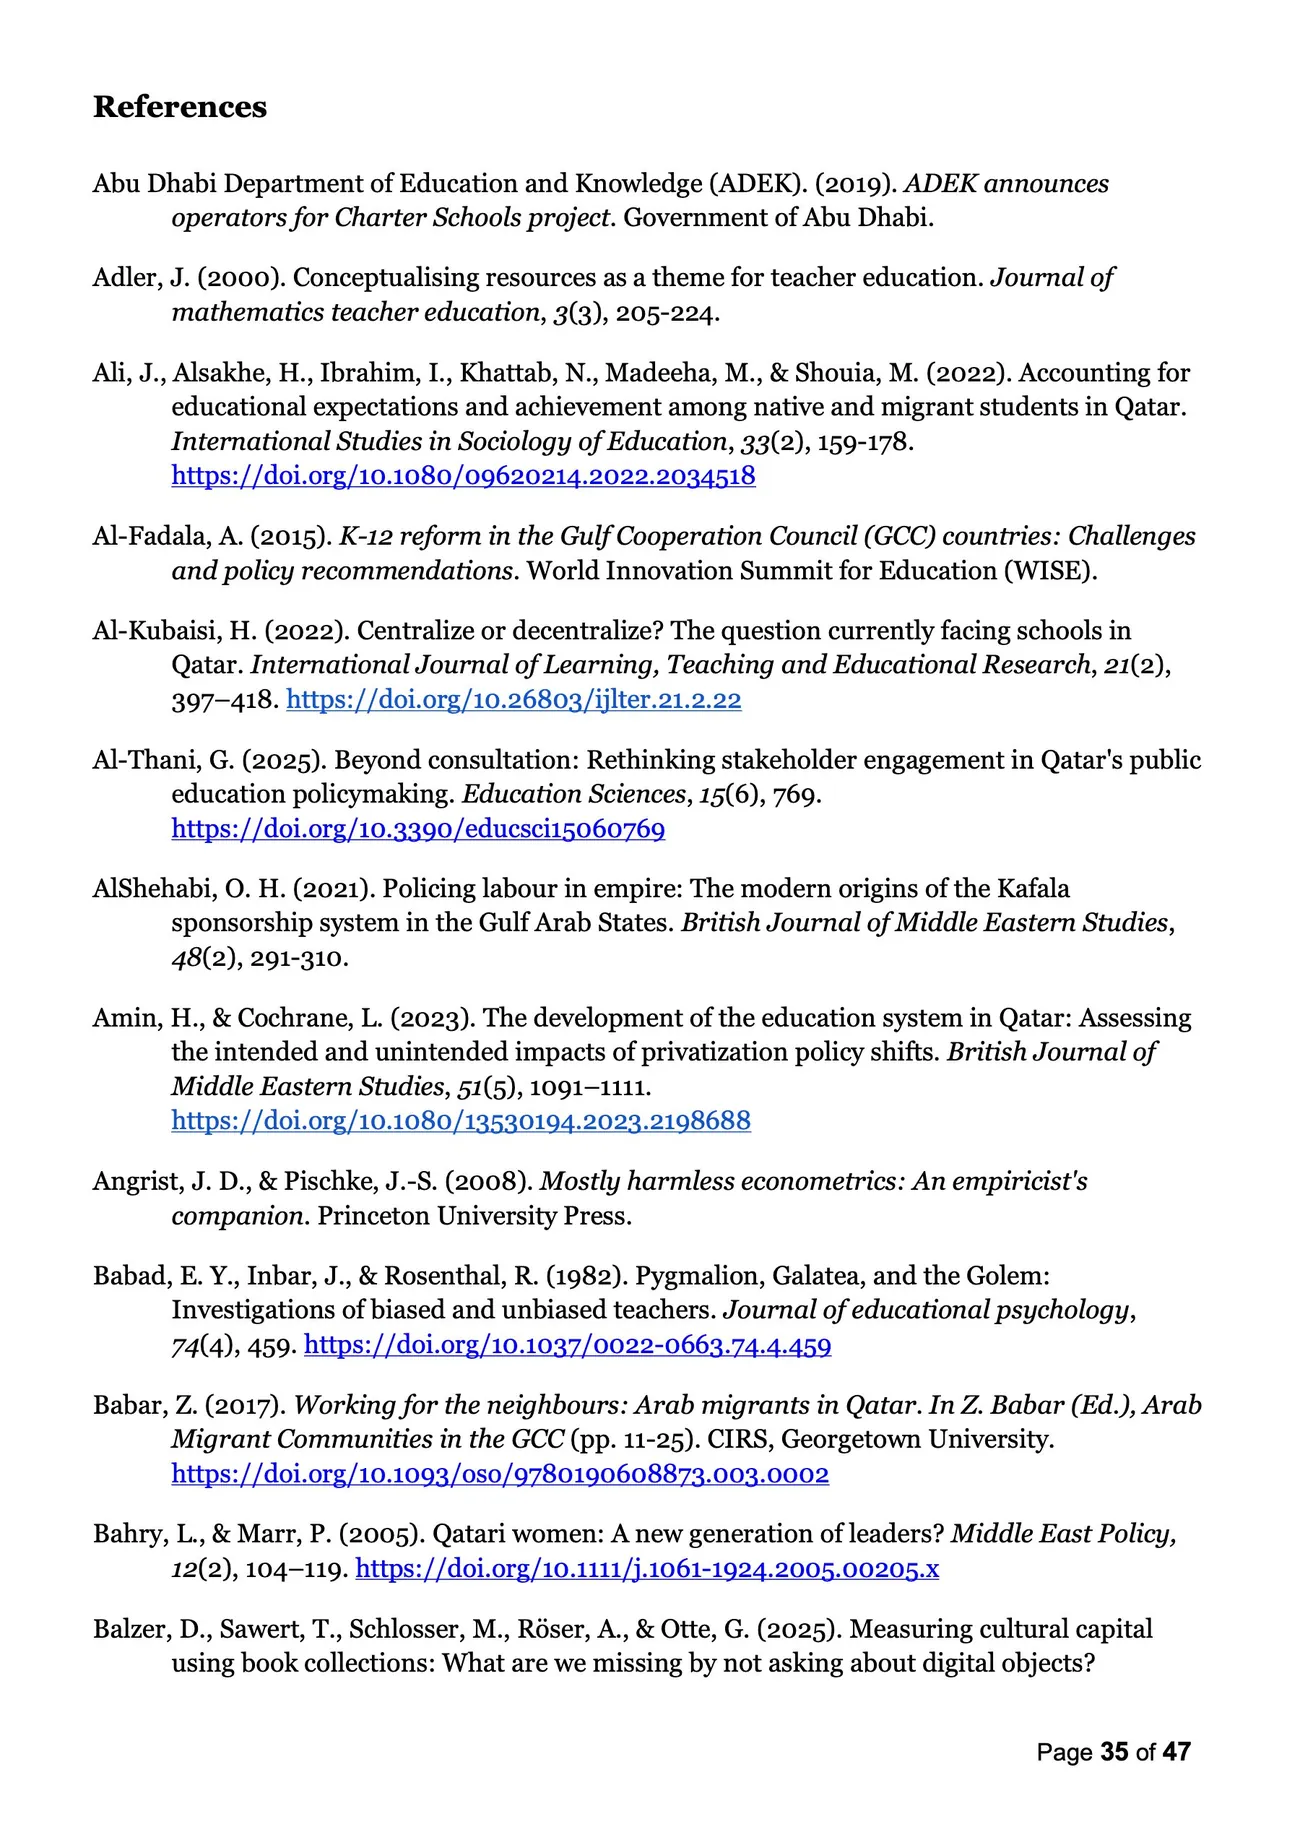 References
Abu Dhabi Department of Education and Knowledge (ADEK). (2019). ADEK announces
operators for Charter Schools project. Government of Abu Dhabi.
Adler, J. (2000). Conceptualising resources as a theme for teacher education. Journal of
mathematics teacher education, 3(3), 205-224.
Ali, J., Alsakhe, H., Ibrahim, I., Khattab, N., Madeeha, M., & Shouia, M. (2022). Accounting for
educational expectations and achievement among native and migrant students in Qatar.
International Studies in Sociology of Education, 33(2), 159-178.
https://doi.org/10.1080/09620214.2022.2034518
Al-Fadala, A. (2015). K-12 reform in the Gulf Cooperation Council (GCC) countries: Challenges
and policy recommendations. World Innovation Summit for Education (WISE).
Al-Kubaisi, H. (2022). Centralize or decentralize? The question currently facing schools in
Qatar. International Journal of Learning, Teaching and Educational Research, 21(2),
397–418. https://doi.org/10.26803/ijlter.21.2.22
Al-Thani, G. (2025). Beyond consultation: Rethinking stakeholder engagement in Qatar's public
education policymaking. Education Sciences, 15(6), 769.
https://doi.org/10.3390/educsci15060769
AlShehabi, O. H. (2021). Policing labour in empire: The modern origins of the Kafala
sponsorship system in the Gulf Arab States. British Journal of Middle Eastern Studies,
48(2), 291-310.
Amin, H., & Cochrane, L. (2023). The development of the education system in Qatar: Assessing
the intended and unintended impacts of privatization policy shifts. British Journal of
Middle Eastern Studies, 51(5), 1091–1111.
https://doi.org/10.1080/13530194.2023.2198688
Angrist, J. D., & Pischke, J.-S. (2008). Mostly harmless econometrics: An empiricist's
companion. Princeton University Press.
Babad, E. Y., Inbar, J., & Rosenthal, R. (1982). Pygmalion, Galatea, and the Golem:
Investigations of biased and unbiased teachers. Journal of educational psychology,
74(4), 459. https://doi.org/10.1037/0022-0663.74.4.459
Babar, Z. (2017). Working for the neighbours: Arab migrants in Qatar. In Z. Babar (Ed.), Arab
Migrant Communities in the GCC (pp. 11-25). CIRS, Georgetown University.
https://doi.org/10.1093/oso/9780190608873.003.0002
Bahry, L., & Marr, P. (2005). Qatari women: A new generation of leaders? Middle East Policy,
12(2), 104–119. https://doi.org/10.1111/j.1061-1924.2005.00205.x
Balzer, D., Sawert, T., Schlosser, M., Röser, A., & Otte, G. (2025). Measuring cultural capital
using book collections: What are we missing by not asking about digital objects?
Page 35 of 47